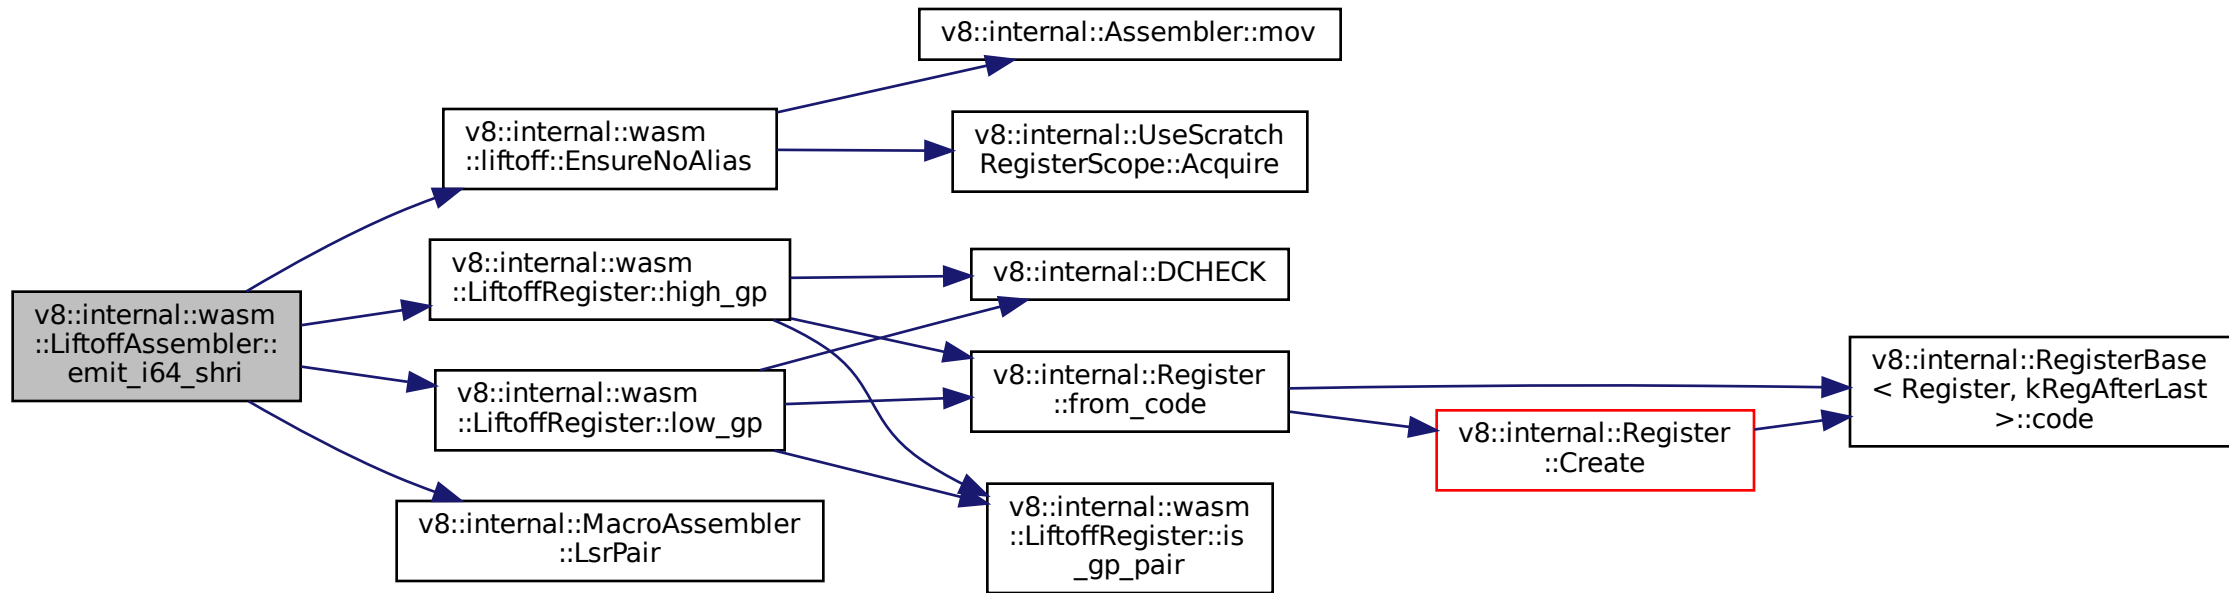 v8::internal::wasm
::LiftoffAssembler::
emit_i64_shri
v8::internal::wasm
::liftoff::EnsureNoAlias
v8::internal::Assembler::mov
v8::internal::UseScratch
RegisterScope::Acquire
v8::internal::wasm
::LiftoffRegister::high_gp
v8::internal::DCHECK
v8::internal::Register
::from_code
v8::internal::RegisterBase
< Register, kRegAfterLast
>::code
v8::internal::Register
::Create
v8::internal::wasm
::LiftoffRegister::is
_gp_pair
v8::internal::wasm
::LiftoffRegister::low_gp
v8::internal::MacroAssembler
::LsrPair